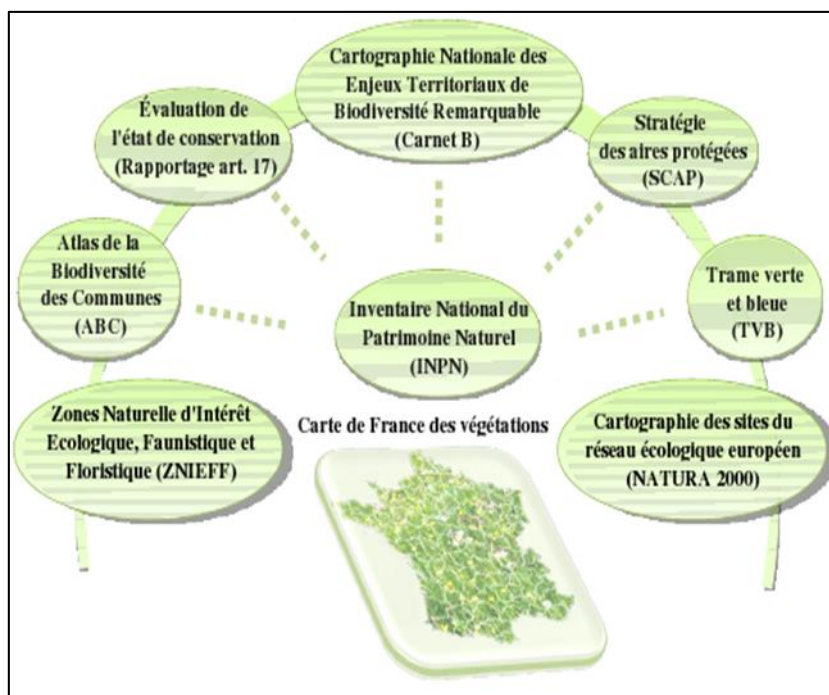 Cartographie Nationale des
Enjeux Territoriaux de
Biodiversité Remarquable
(Carnet B)
Évaluation de
l'état de conservation
(Rapportage art. 17)
Stratégie
des aires protégées
(SCAP)
Atlas de la
Biodiversité
des Communes
(ABC)
Trame verte
et bleue
(TVB)
Inventaire National du
Patrimoine Naturel
(INPN)
Zones Naturelle d'Intérêt
Ecologique, Faunistique et
Floristique (ZNIEFF)
Carte de France des végétations
Cartographie des sites du
réseau écologique européen
(NATURA 2000)